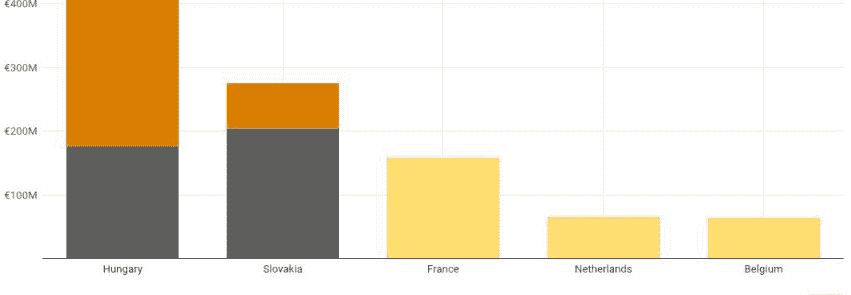 €400M
€300M
€200M
€100M
Hungary Slovakia France Netherlands Belgium